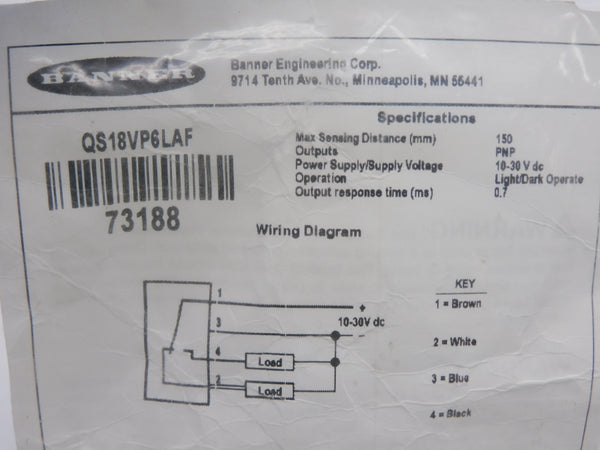 BANNER
Banner Engineering Corp.
9714 Tenth Ave. No., Minneapolis, MN 55441
QS18VP6LAF
73188
Specifications
Max Sensing Distance (mm) 150
Outputs PNP
Power Supply/Supply Voltage 10-30 V dc
Operation Light/Dark Operate
Output response time (ms) 0.7
Wiring Diagram
1
+
3
10-30V dc
–
4
Load
2
Load
KEY
1 = Brown
2 = White
3 = Blue
4 = Black
WARNING